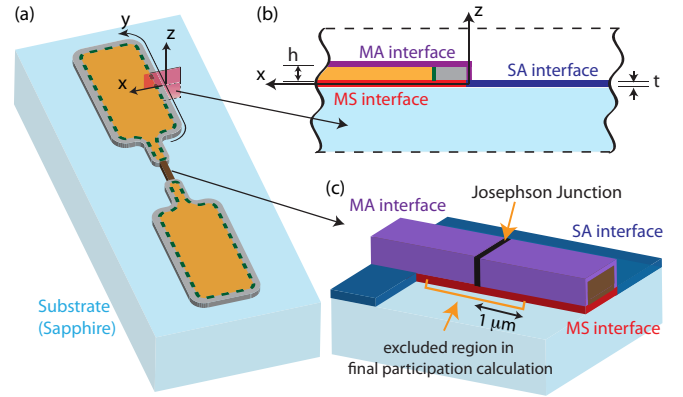 (a)
y
z
x
Substrate
(Sapphire)
(b)
z
h
MA interface
SA interface
x
t
MS interface
(c)
Josephson Junction
MA interface
SA interface
1 μm
MS interface
excluded region in
final participation calculation